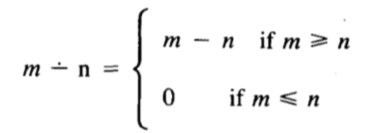 m − n if m ⩾ n
m ∸ n =
0 if m ⩽ n